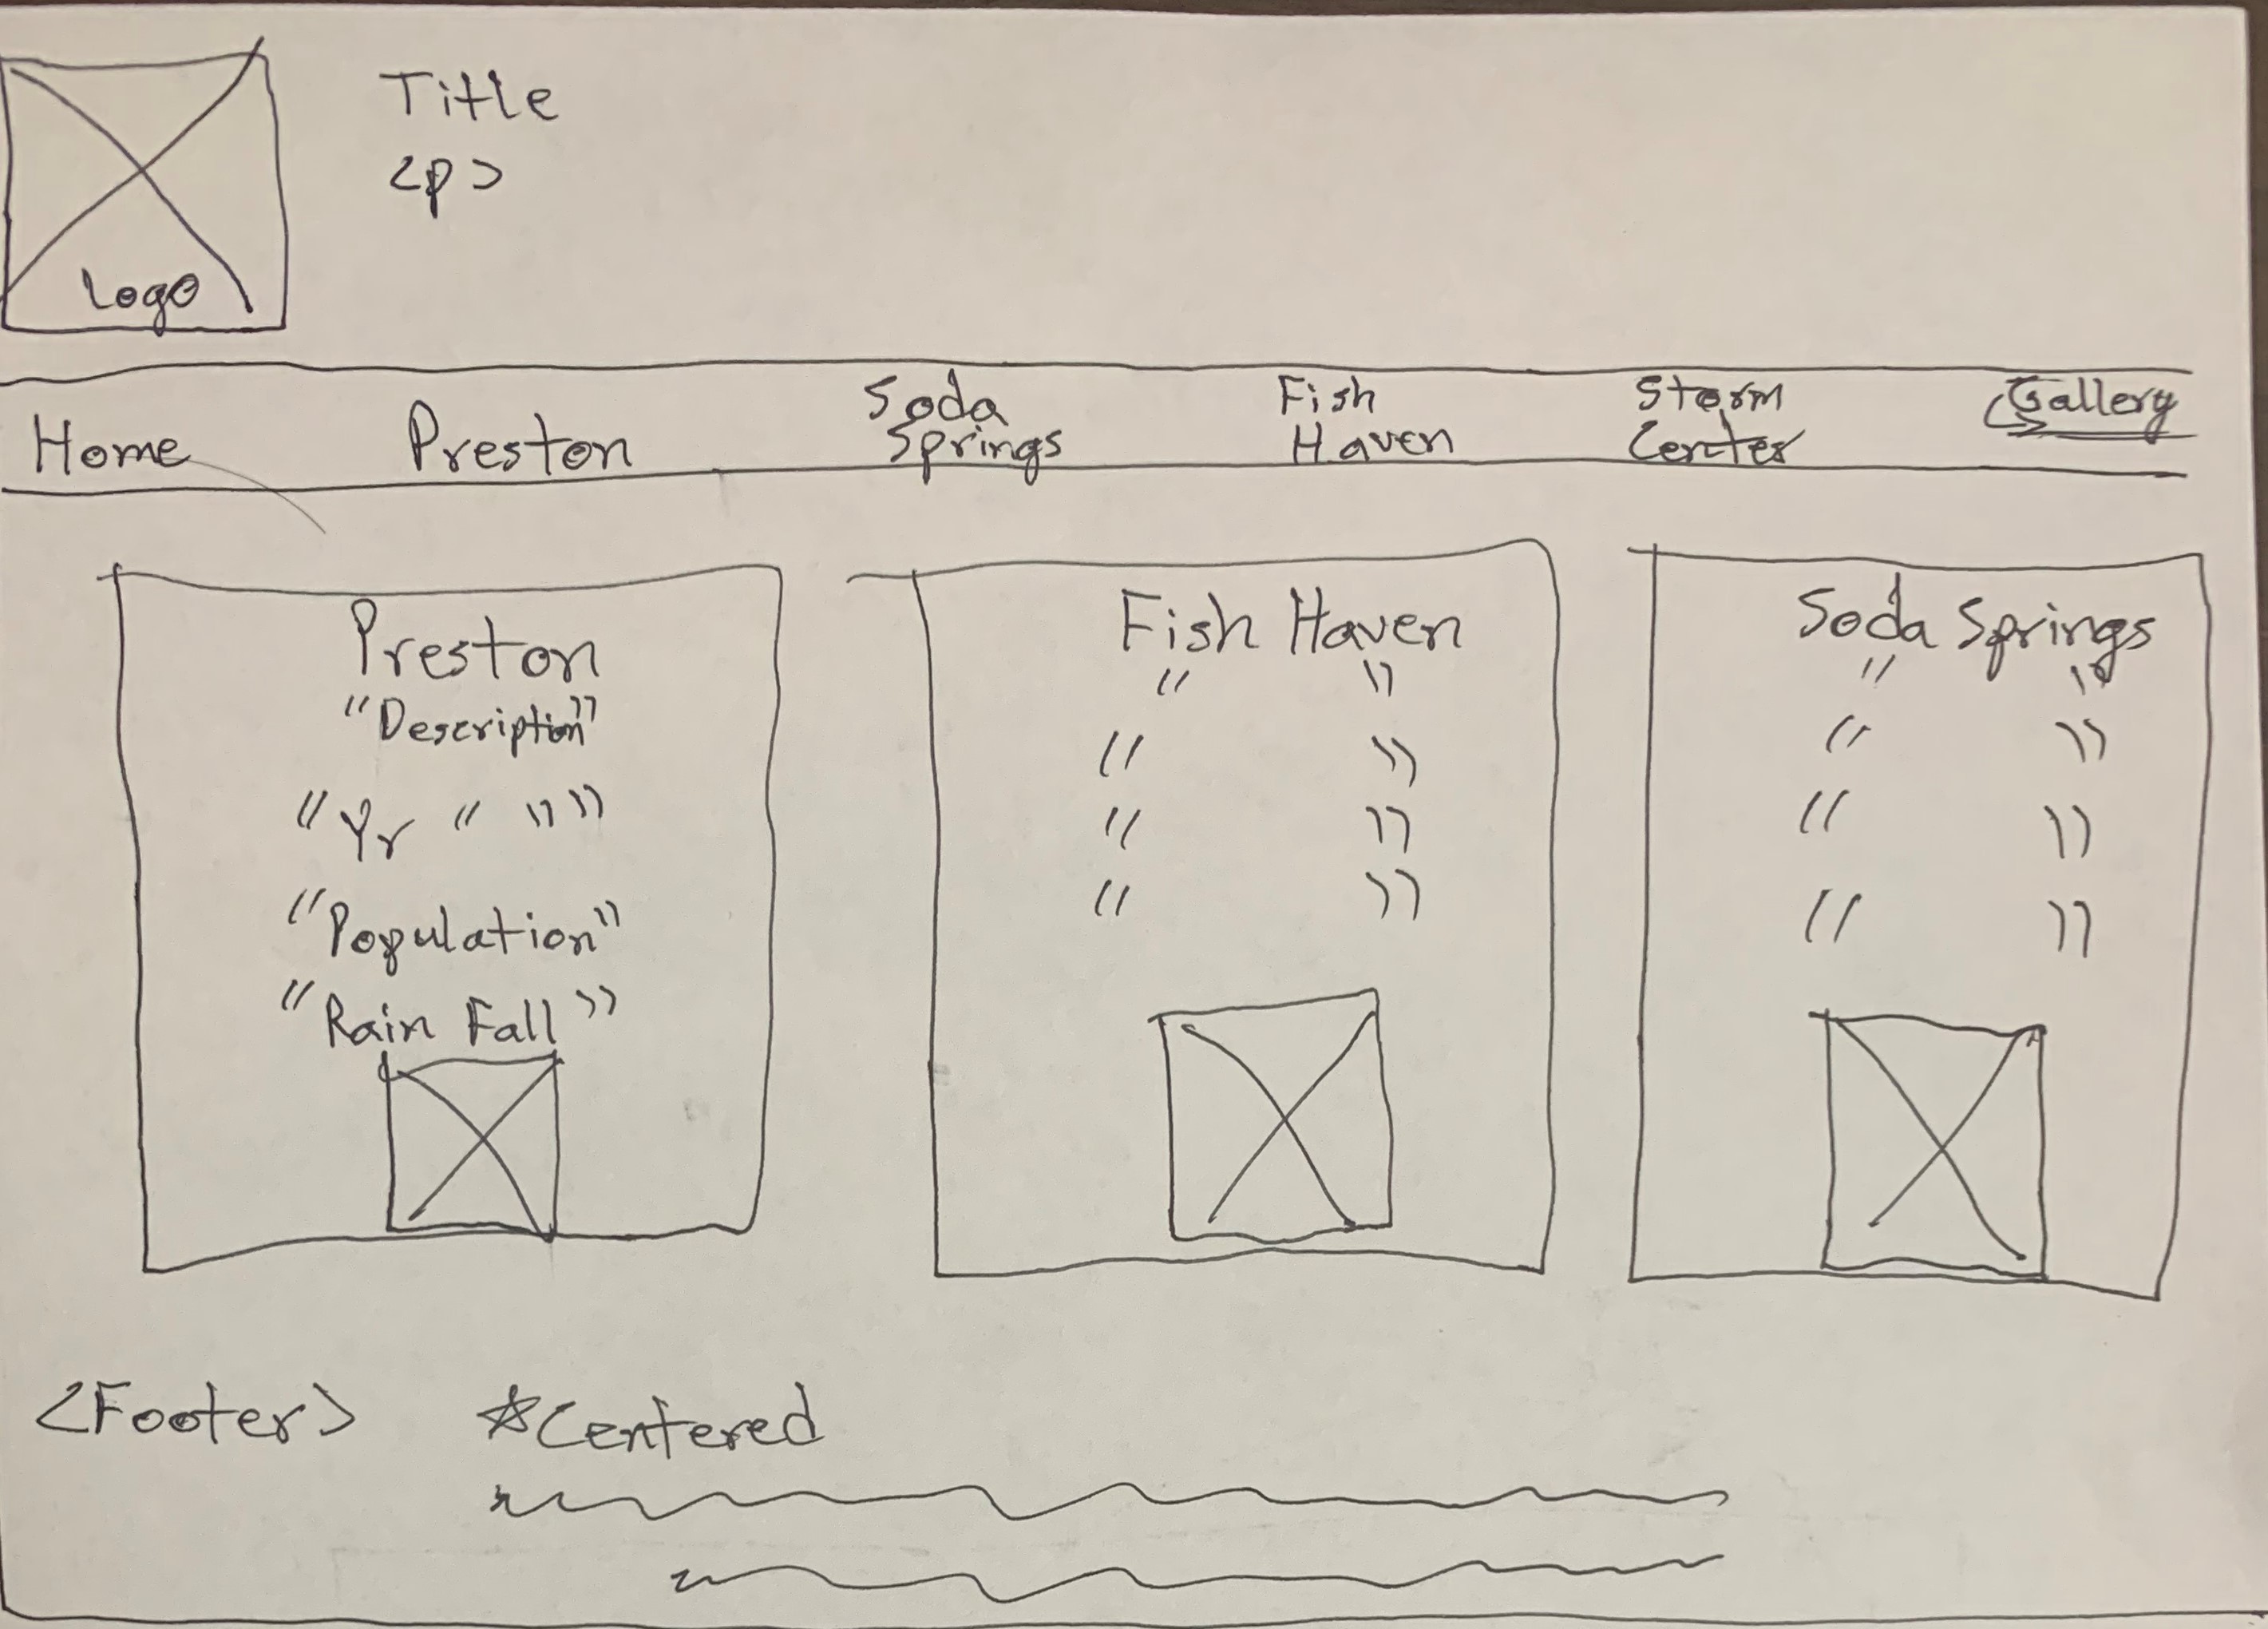 Title
<p>
Logo
Home Preston Soda Springs Fish Haven Storm Center Gallery
Preston
"Description"
"Yr " " "
"Population"
"Rain Fall"
Fish Haven
" "
" "
" "
" "
Soda Springs
" "
" "
" "
" "
<Footer> *Centered